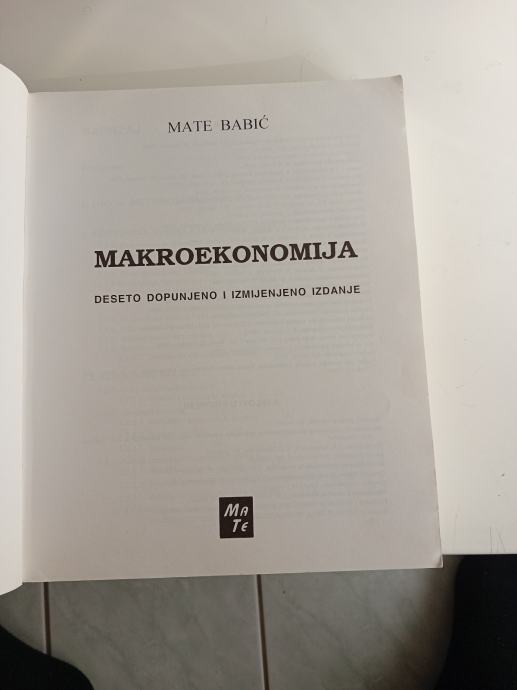 MATE BABIĆ
MAKROEKONOMIJA
DESETO DOPUNJENO I IZMIJENJENO IZDANJE
MA
TE